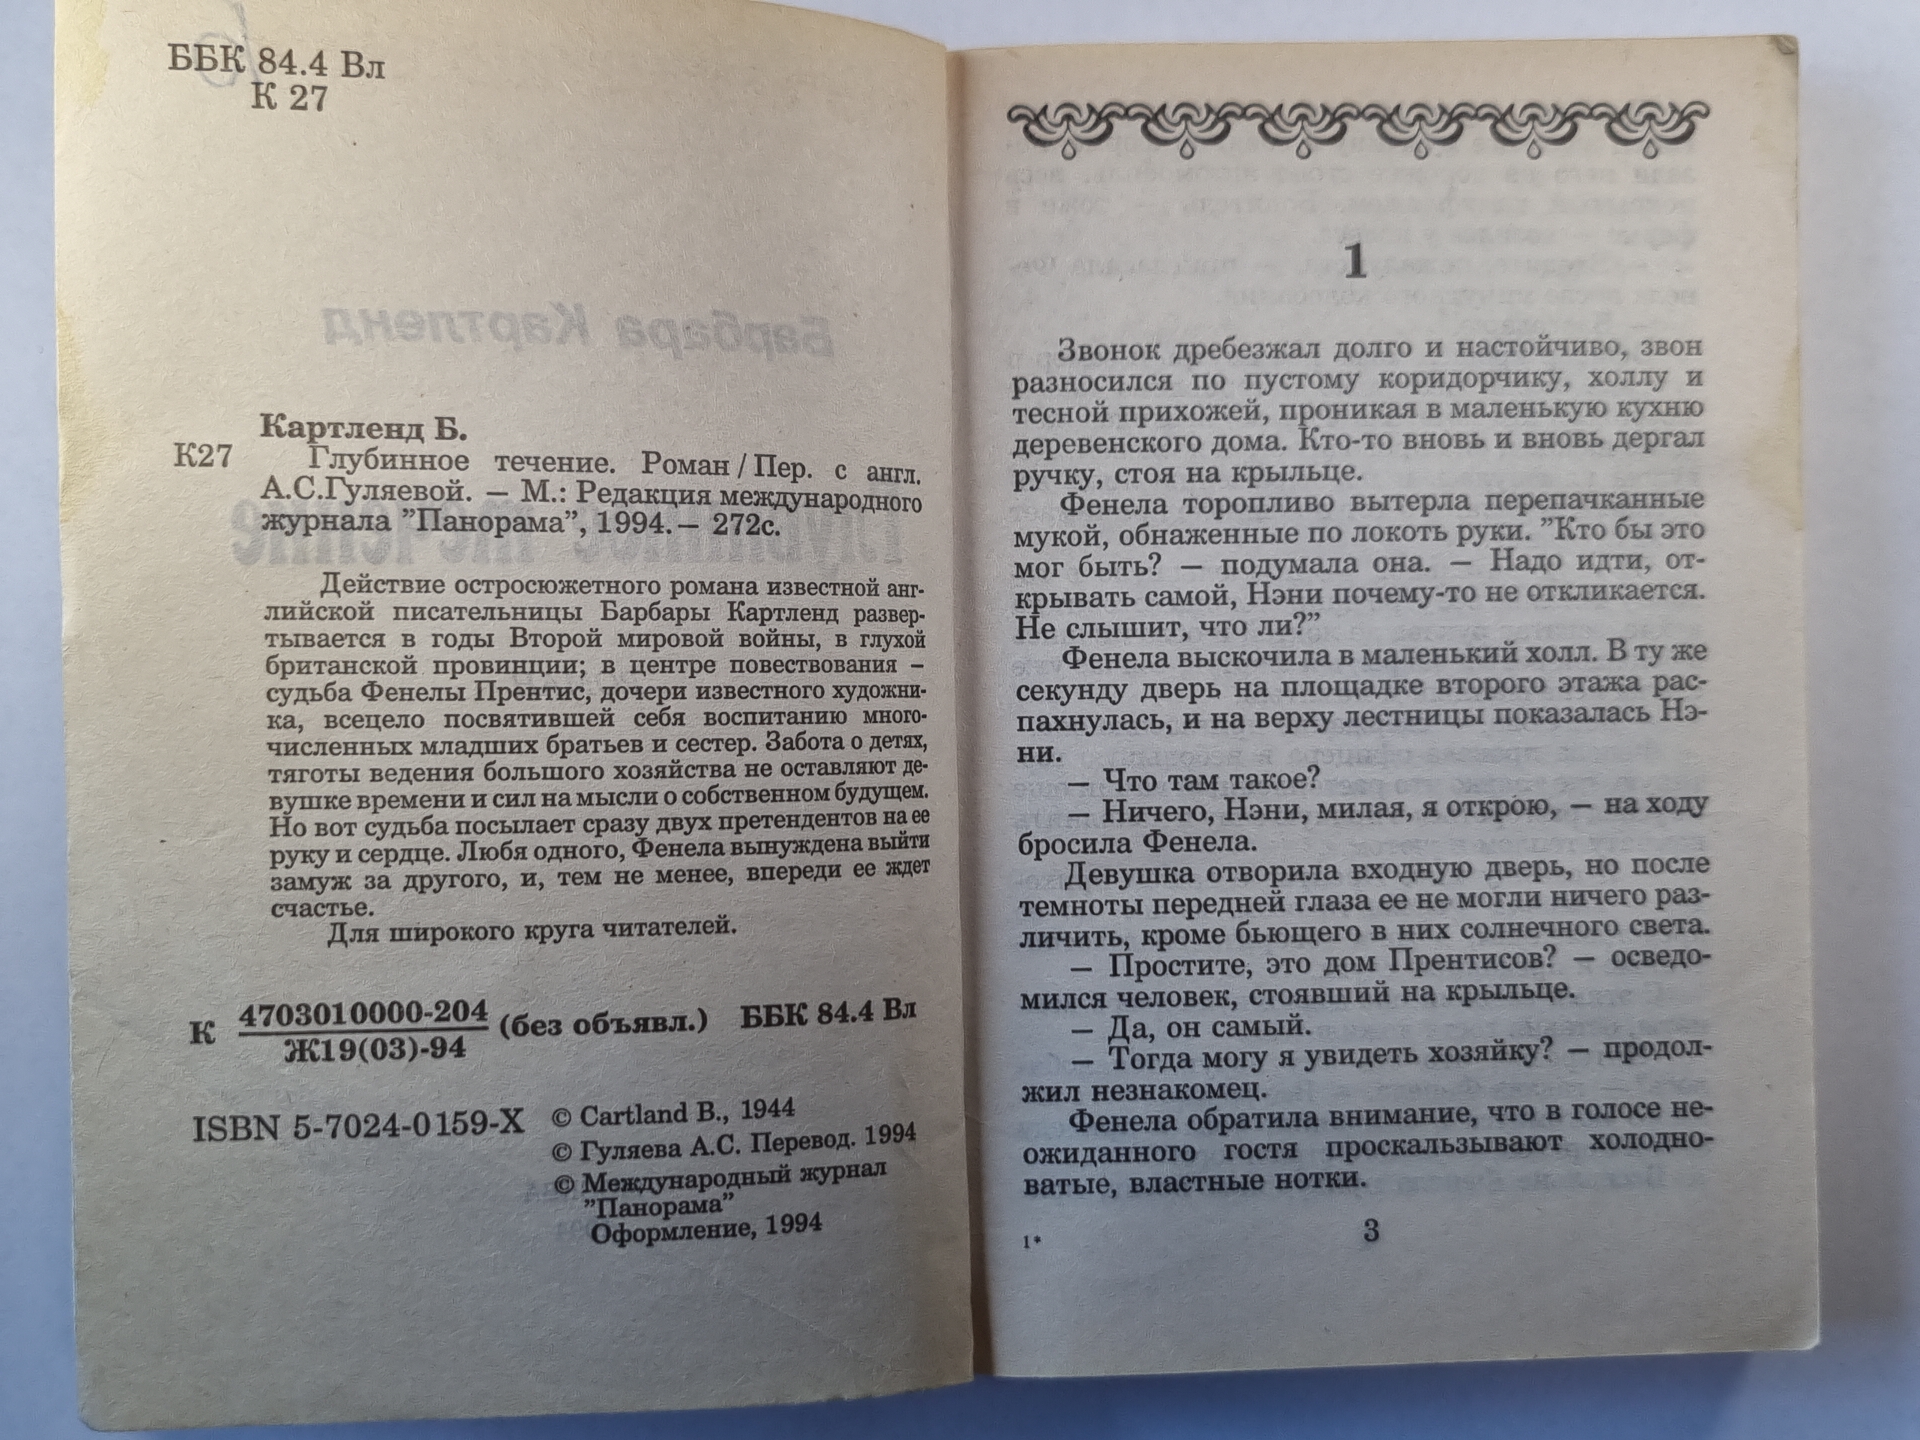 ББК 84.4 Вл
К 27
Картленд Б.
К27 Глубинное течение. Роман / Пер. с англ.
А.С.Гуляевой. — М.: Редакция международного
журнала "Панорама", 1994.— 272с.
Действие остросюжетного романа известной анг-
лийской писательницы Барбары Картленд развер-
тывается в годы Второй мировой войны, в глухой
британской провинции; в центре повествования –
судьба Фенелы Прентис, дочери известного художни-
ка, всецело посвятившей себя воспитанию много-
численных младших братьев и сестер. Забота о детях,
тяготы ведения большого хозяйства не оставляют де-
вушке времени и сил на мысли о собственном будущем.
Но вот судьба посылает сразу двух претендентов на ее
руку и сердце. Любя одного, Фенела вынуждена выйти
замуж за другого, и, тем не менее, впереди ее ждет
счастье.
Для широкого круга читателей.
К 4703010000-204 (без объявл.) ББК 84.4 Вл
Ж19(03)-94
ISBN 5-7024-0159-X © Cartland B., 1944
© Гуляева А.С. Перевод. 1994
© Международный журнал
"Панорама"
Оформление, 1994
1
Звонок дребезжал долго и настойчиво, звон
разносился по пустому коридорчику, холлу и
тесной прихожей, проникая в маленькую кухню
деревенского дома. Кто-то вновь и вновь дергал
ручку, стоя на крыльце.
Фенела торопливо вытерла перепачканные
мукой, обнаженные по локоть руки. "Кто бы это
мог быть? — подумала она. — Надо идти, от-
крывать самой, Нэни почему-то не откликается.
Не слышит, что ли?"
Фенела выскочила в маленький холл. В ту же
секунду дверь на площадке второго этажа рас-
пахнулась, и на верху лестницы показалась Нэ-
ни.
— Что там такое?
— Ничего, Нэни, милая, я открою, — на ходу
бросила Фенела.
Девушка отворила входную дверь, но после
темноты передней глаза ее не могли ничего раз-
личить, кроме бьющего в них солнечного света.
— Простите, это дом Прентисов? — осведо-
мился человек, стоявший на крыльце.
— Да, он самый.
— Тогда могу я увидеть хозяйку? — продол-
жил незнакомец.
Фенела обратила внимание, что в голосе не-
ожиданного гостя проскальзывают холодно-
ватые, властные нотки.
1* 3